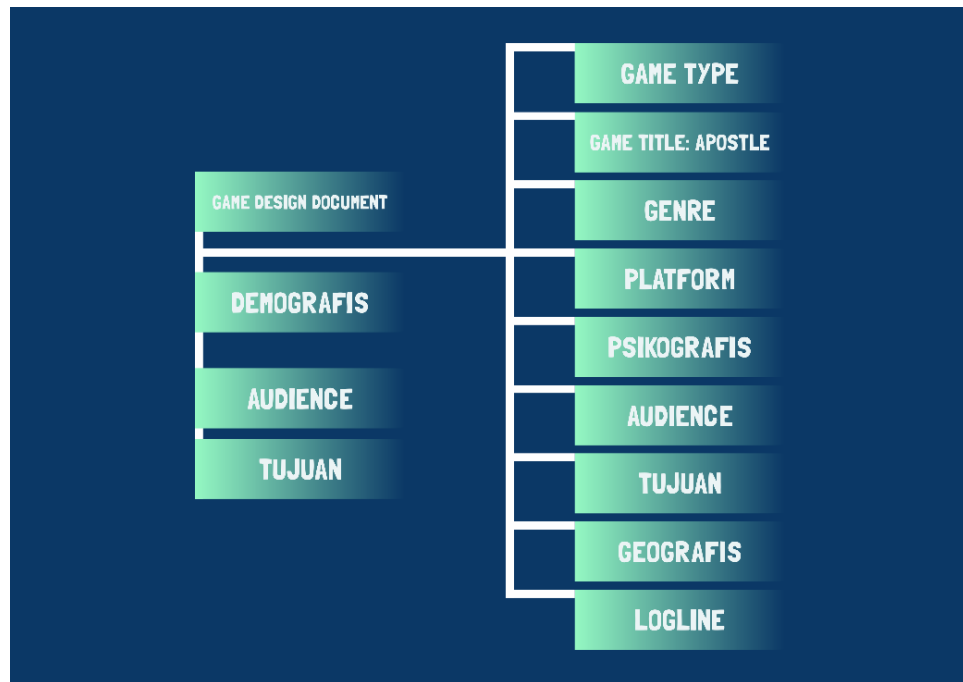 GAME DESIGN DOCUMENT
DEMOGRAFIS
AUDIENCE
TUJUAN
GAME TYPE
GAME TITLE: APOSTLE
GENRE
PLATFORM
PSIKOGRAFIS
AUDIENCE
TUJUAN
GEOGRAFIS
LOGLINE